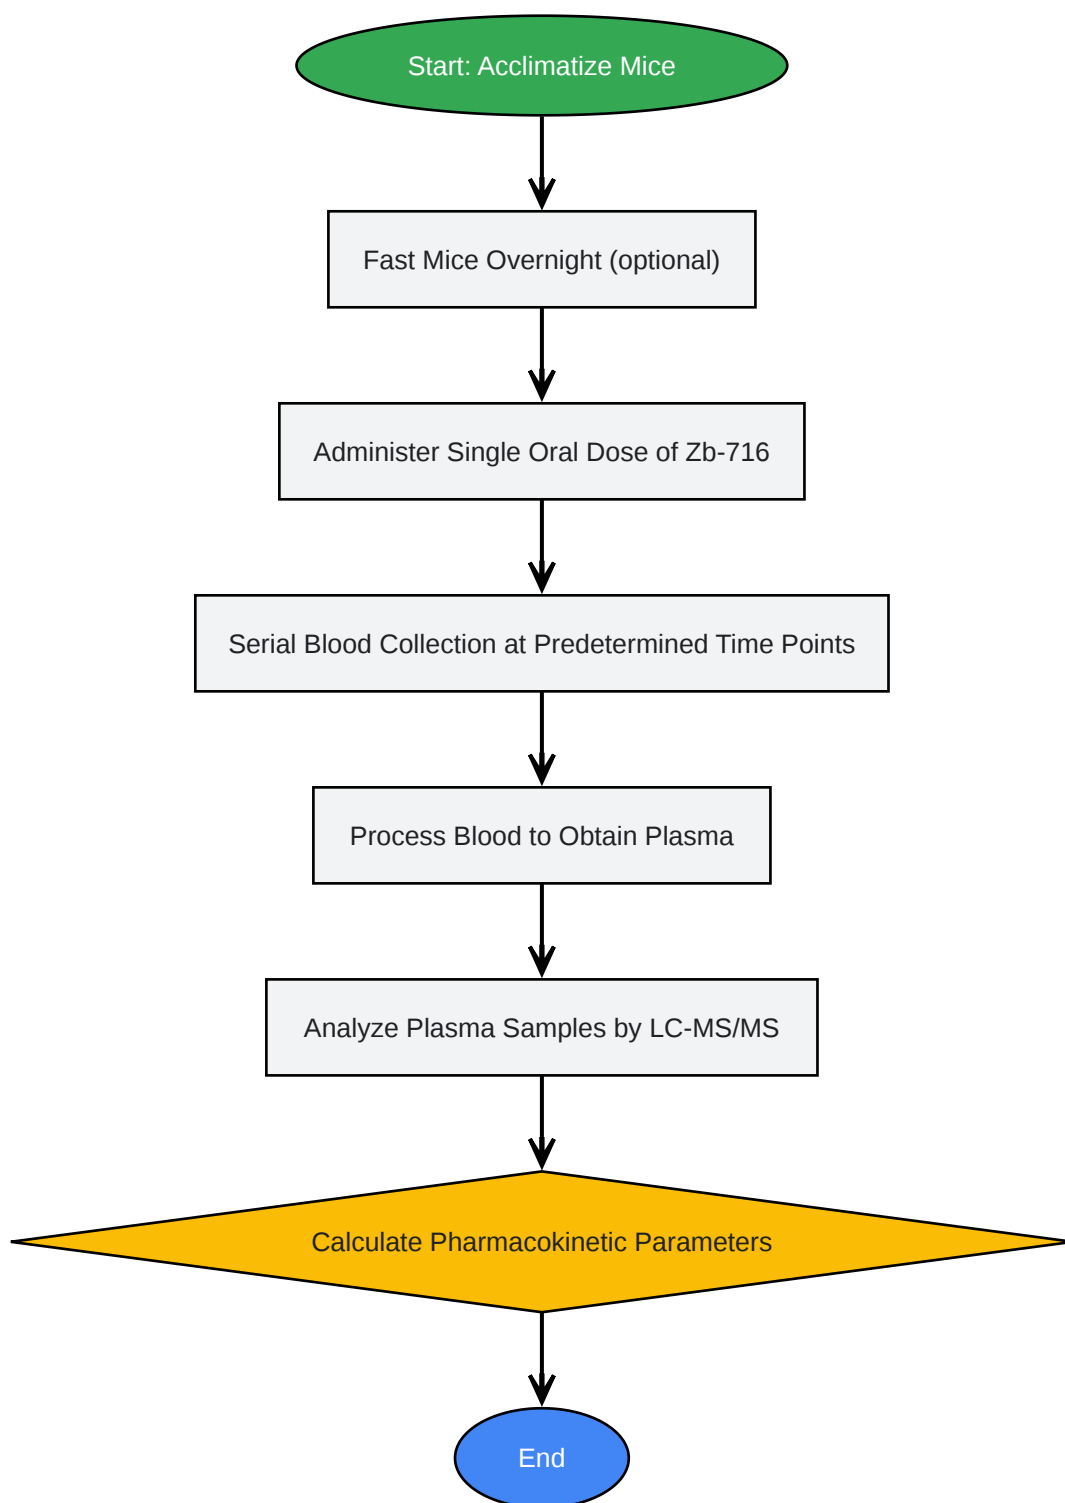 Start: Acclimatize Mice
Fast Mice Overnight (optional)
Administer Single Oral Dose of Zb-716
Serial Blood Collection at Predetermined Time Points
Process Blood to Obtain Plasma
Analyze Plasma Samples by LC-MS/MS
Calculate Pharmacokinetic Parameters
End